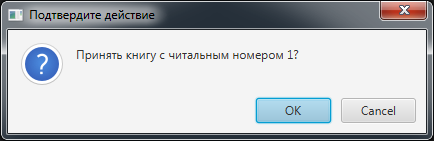 Подтвердите действие
Принять книгу с читальным номером 1?
OK
Cancel